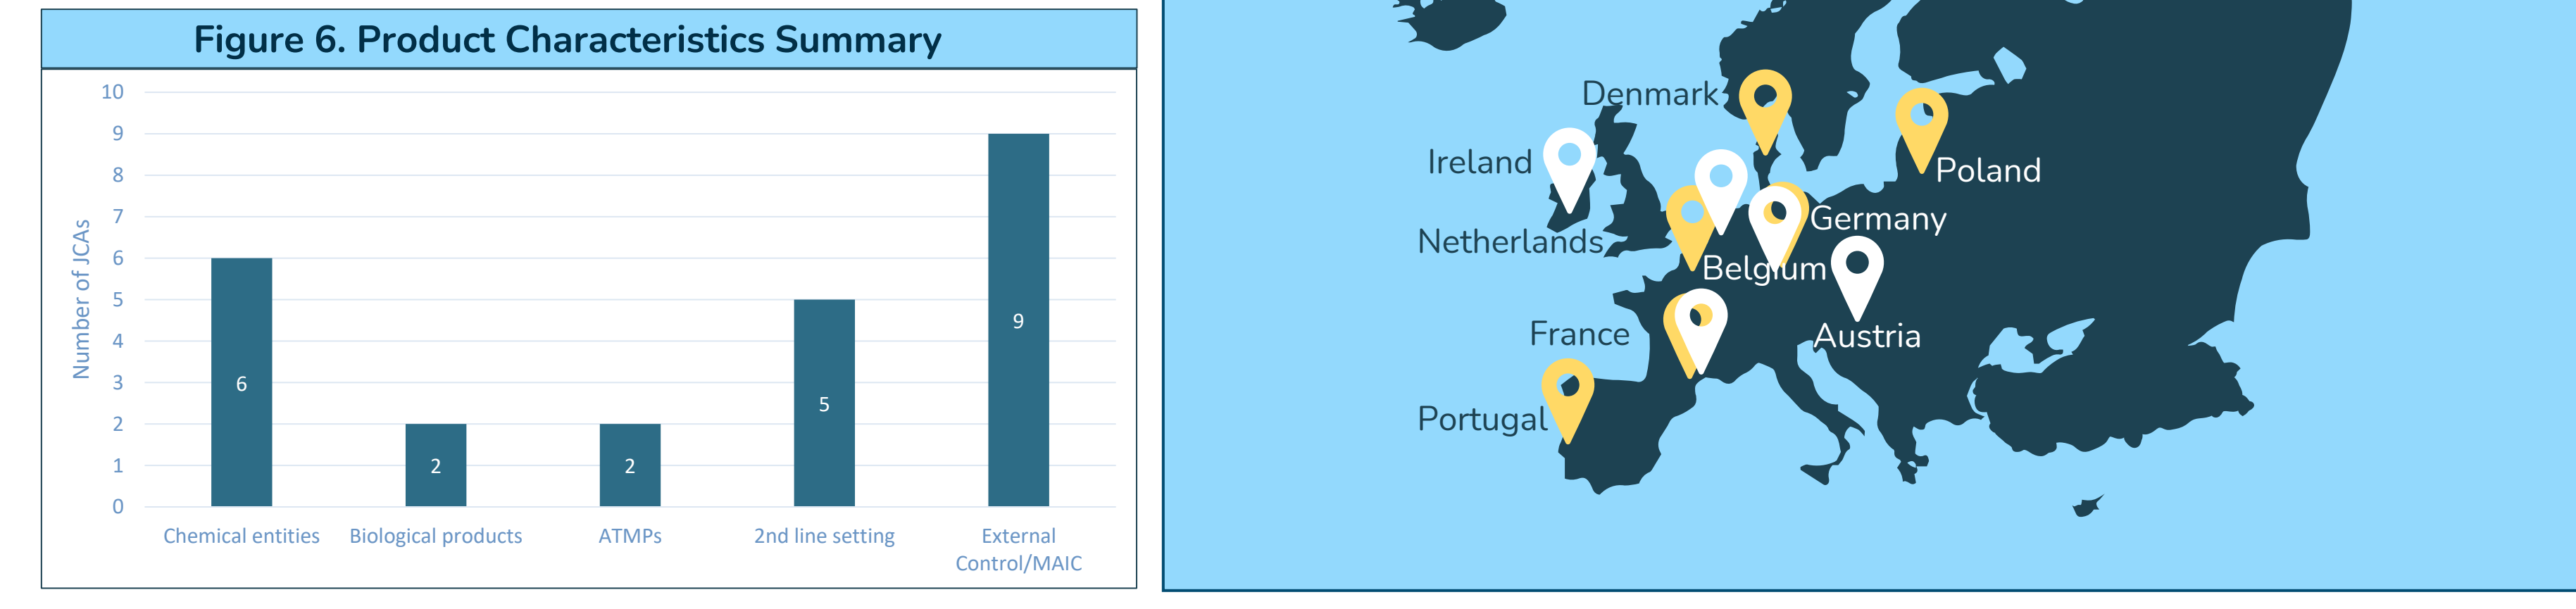 Figure 6. Product Characteristics Summary
10
9
8
7
6
5
4
3
2
1
0
Number of JCAs
6
2
2
5
9
Chemical entities
Biological products
ATMPs
2nd line setting
External
Control/MAIC
Denmark
Ireland
Poland
Germany
Netherlands
Belgium
France
Austria
Portugal